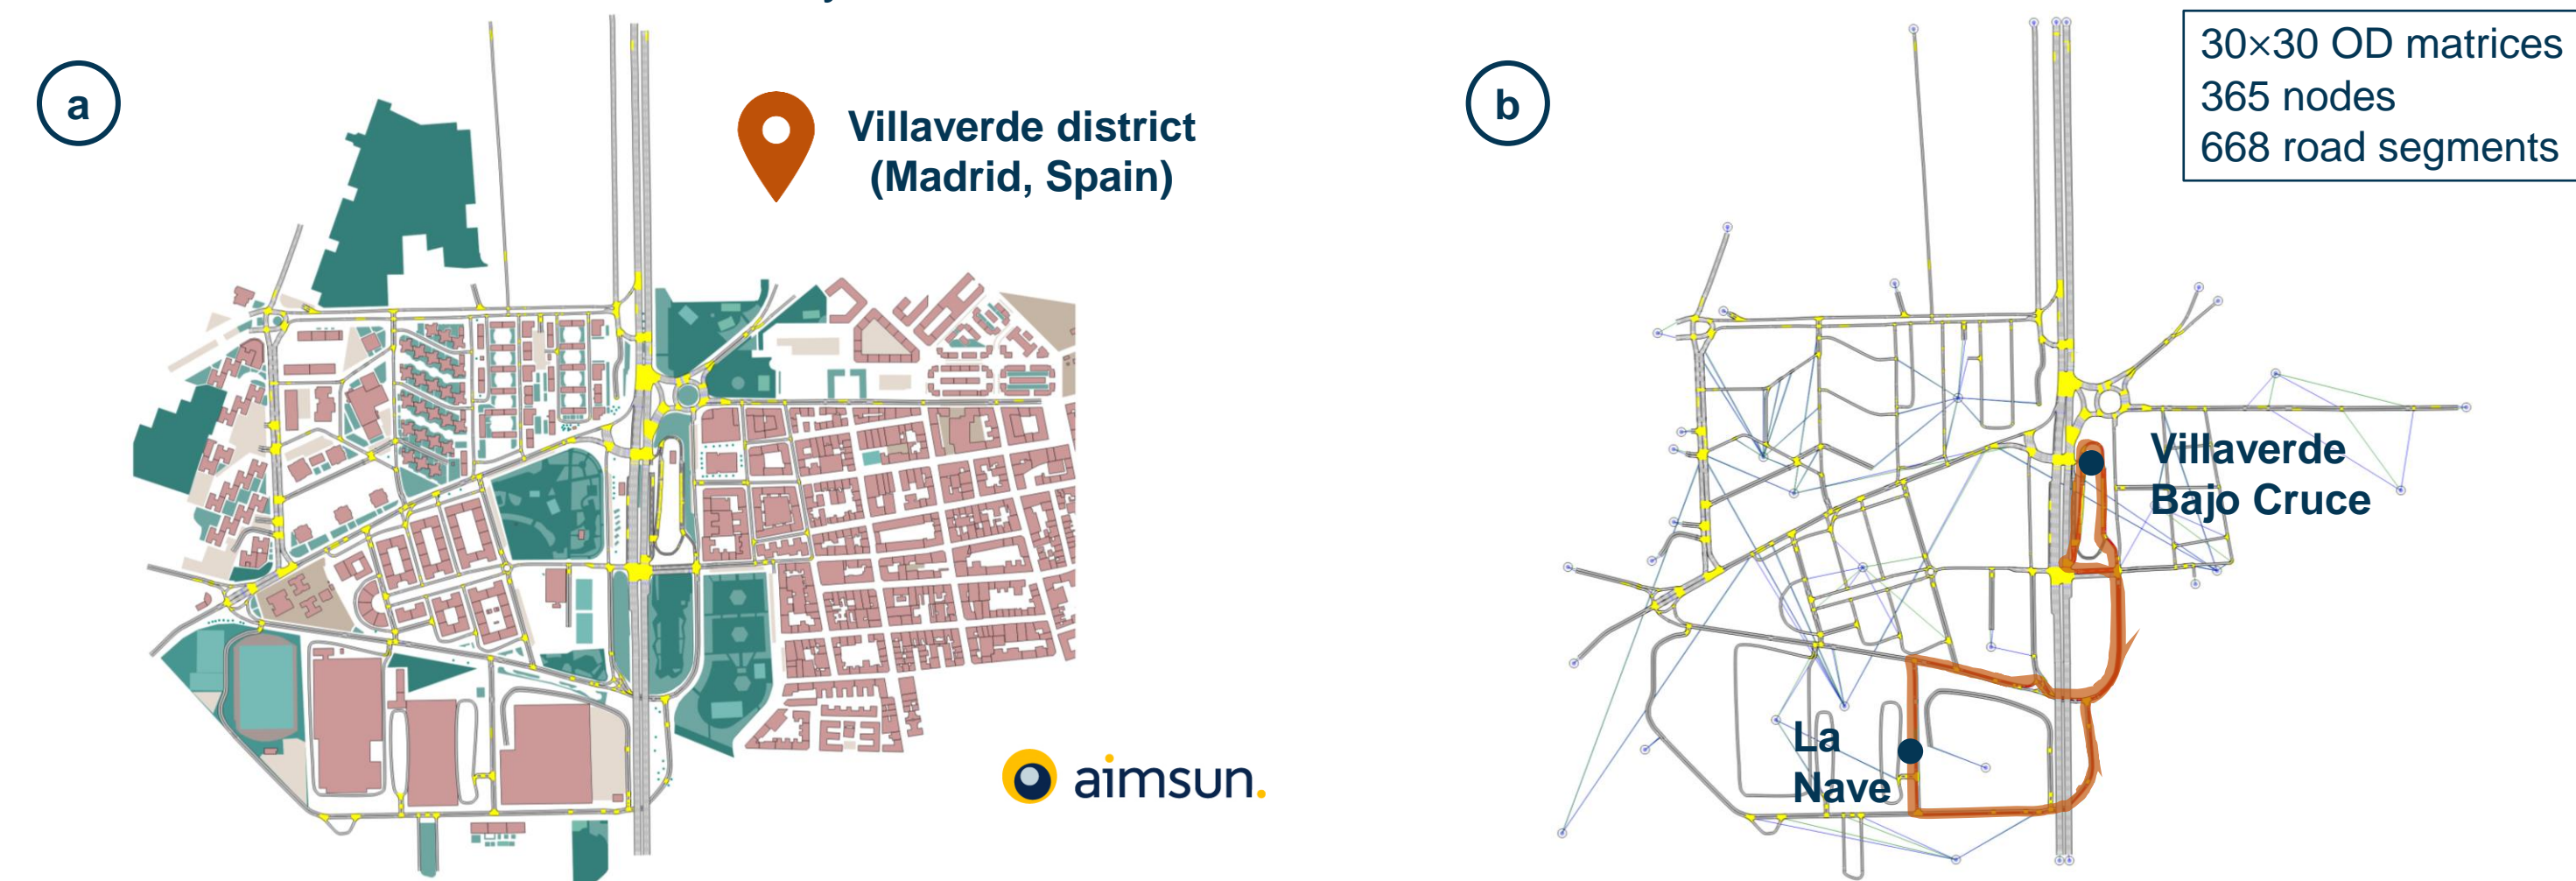 a
Villaverde district
(Madrid, Spain)
aimsun.
b
30×30 OD matrices
365 nodes
668 road segments
Villaverde
Bajo Cruce
La
Nave